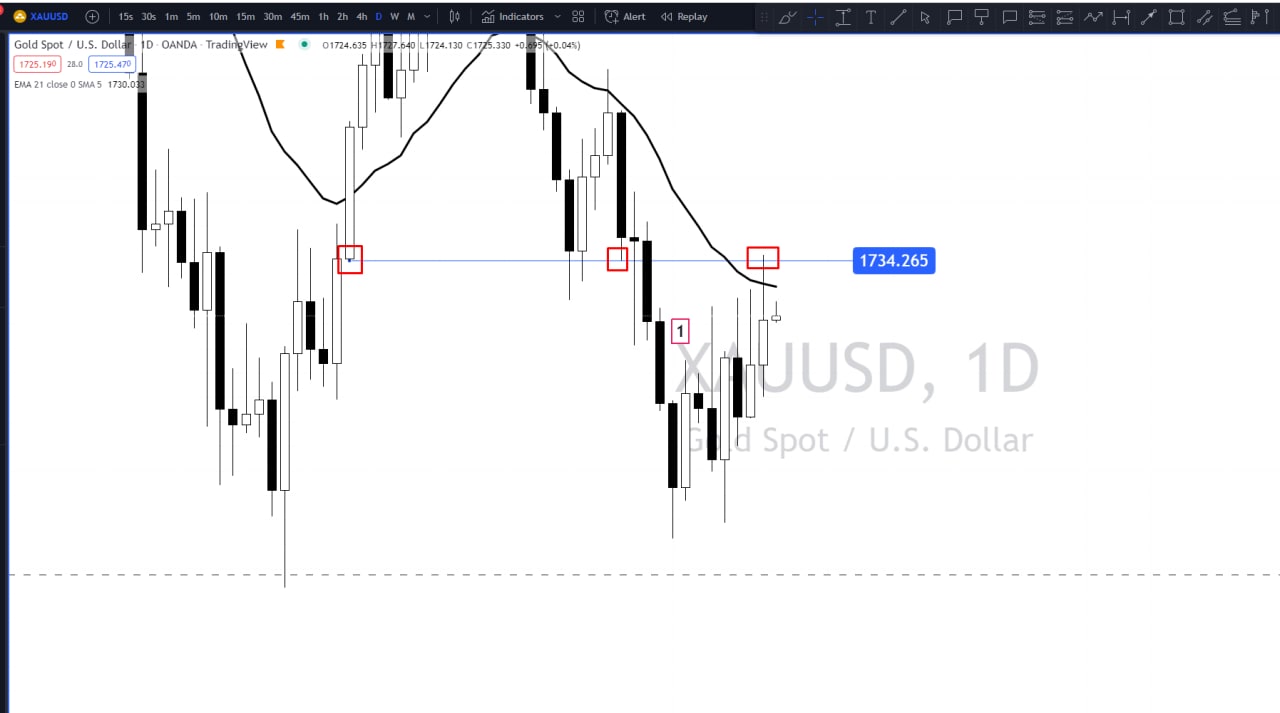 XAUUSD 15s 30s 1m 5m 10m 15m 30m 45m 1h 2h 4h D W M Indicators Alert Replay
Gold Spot / U.S. Dollar · 1D · OANDA · TradingView O1724.635 H1727.640 L1724.130 C1725.330 +0.695 (+0.04%)
1725.190 28.0 1725.470
EMA 21 close 0 SMA 5 1730.033
1734.265
1
XAUUSD, 1D
Gold Spot / U.S. Dollar